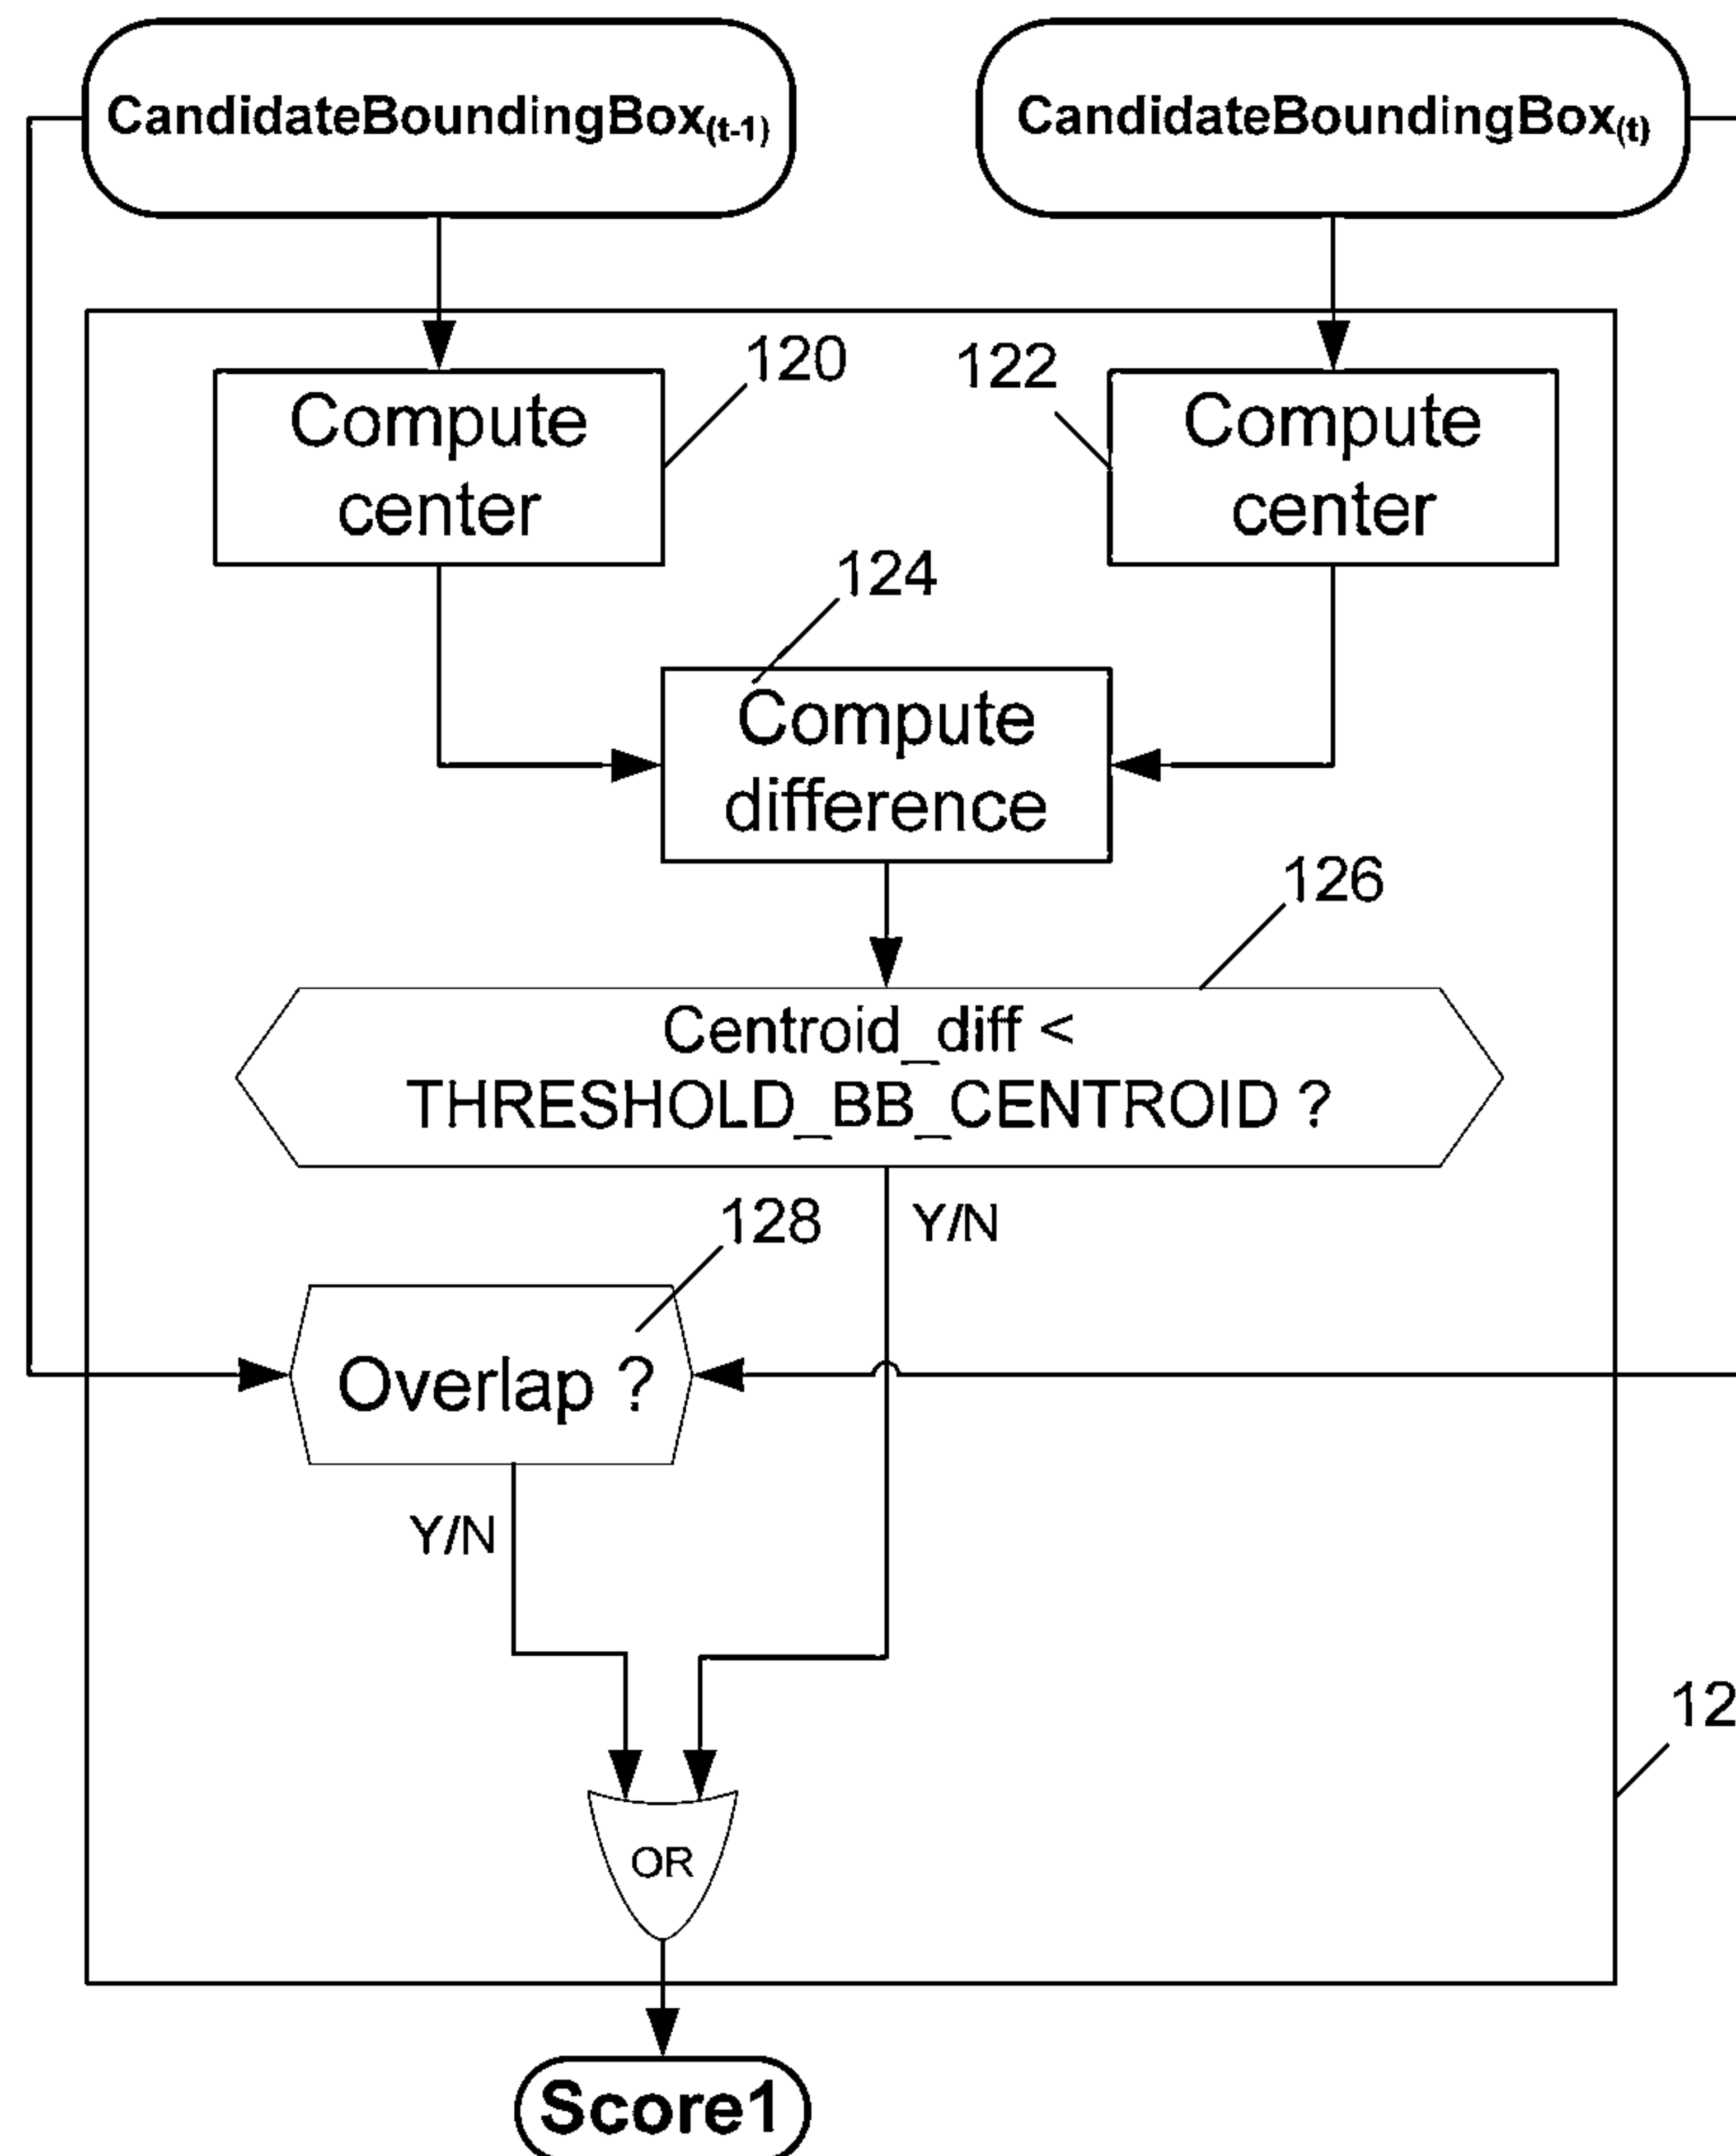 CandidateBoundingBox(t-1)
CandidateBoundingBox(t)
120
122
Compute
center
Compute
center
124
Compute
difference
126
Centroid_diff <
THRESHOLD_BB_CENTROID ?
128
Y/N
Overlap ?
Y/N
12
OR
Score1